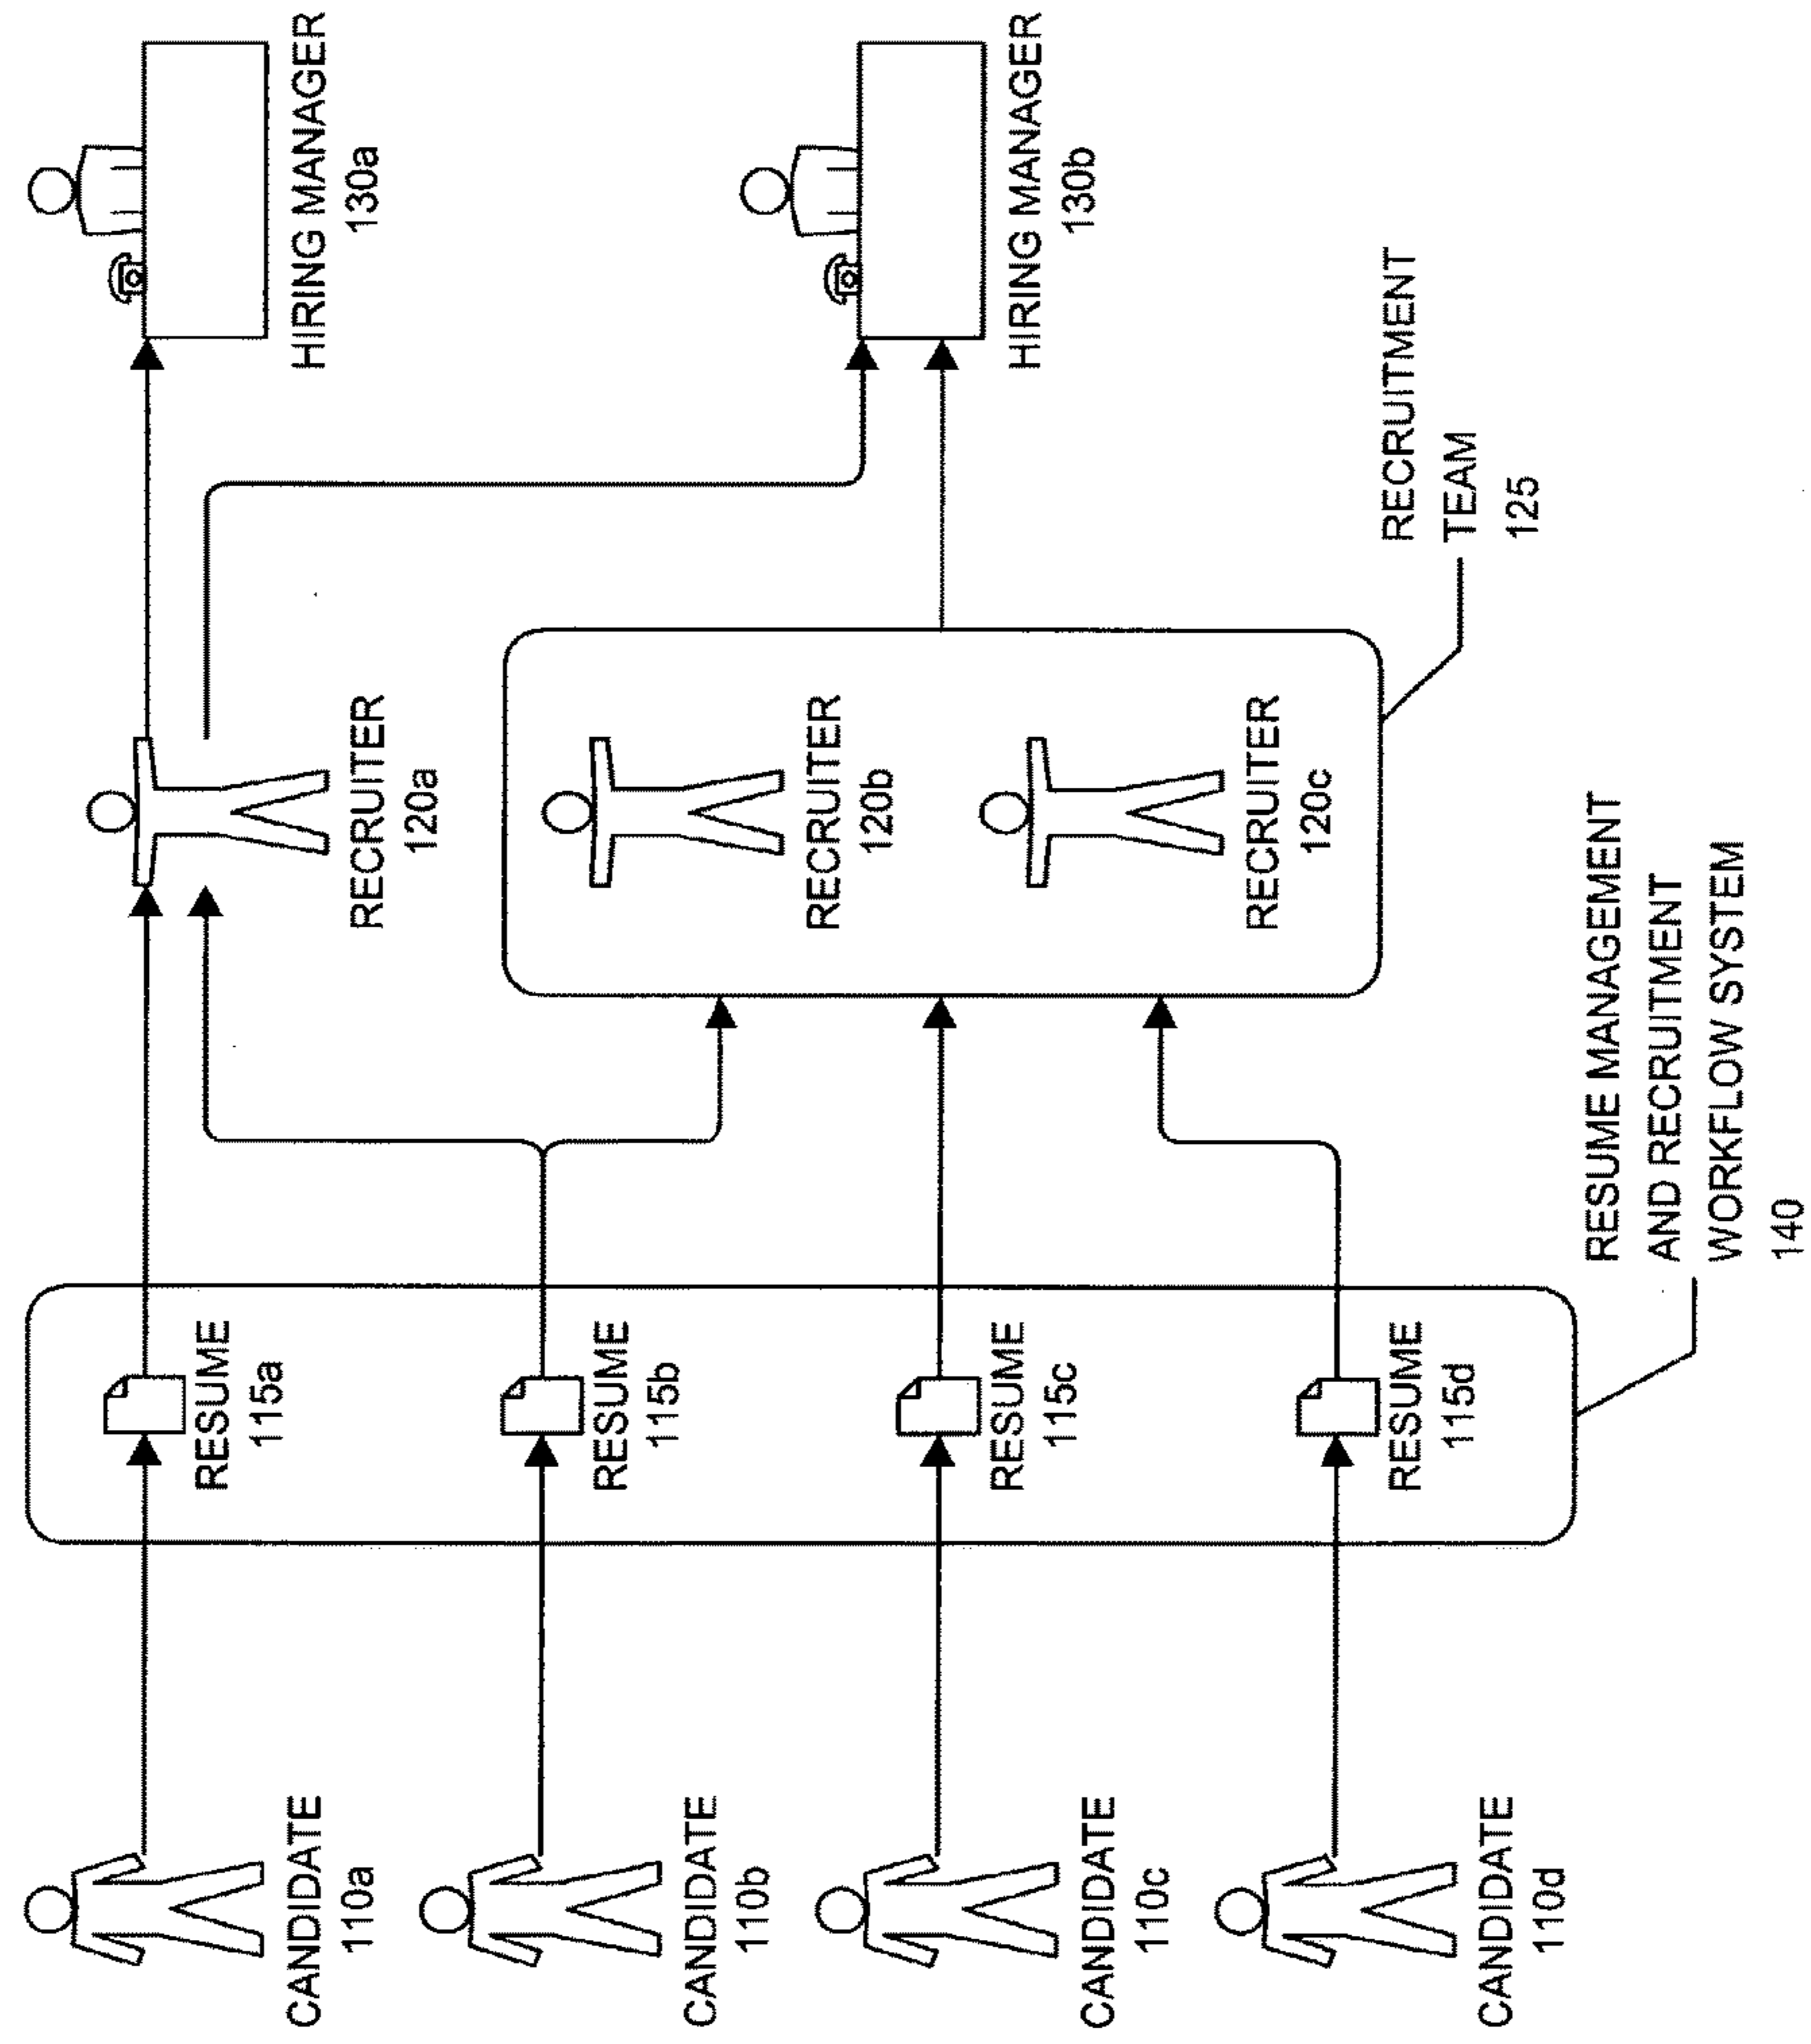 CANDIDATE
110a
CANDIDATE
110b
CANDIDATE
110c
CANDIDATE
110d
RESUME
115a
RESUME
115b
RESUME
115c
RESUME
115d
RESUME MANAGEMENT
AND RECRUITMENT
WORKFLOW SYSTEM
140
RECRUITER
120a
RECRUITER
120b
RECRUITER
120c
RECRUITMENT
TEAM
125
HIRING MANAGER
130a
HIRING MANAGER
130b